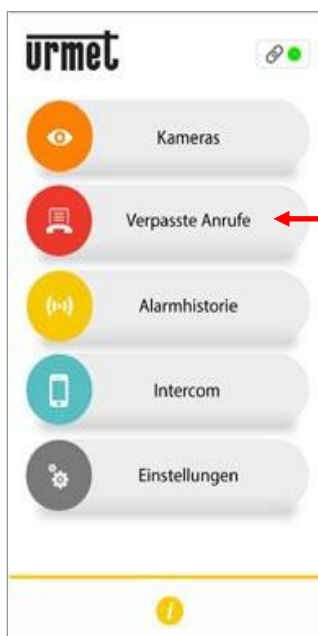 urmet
Kameras
Verpasste Anrufe
Alarmhistorie
Intercom
Einstellungen
i